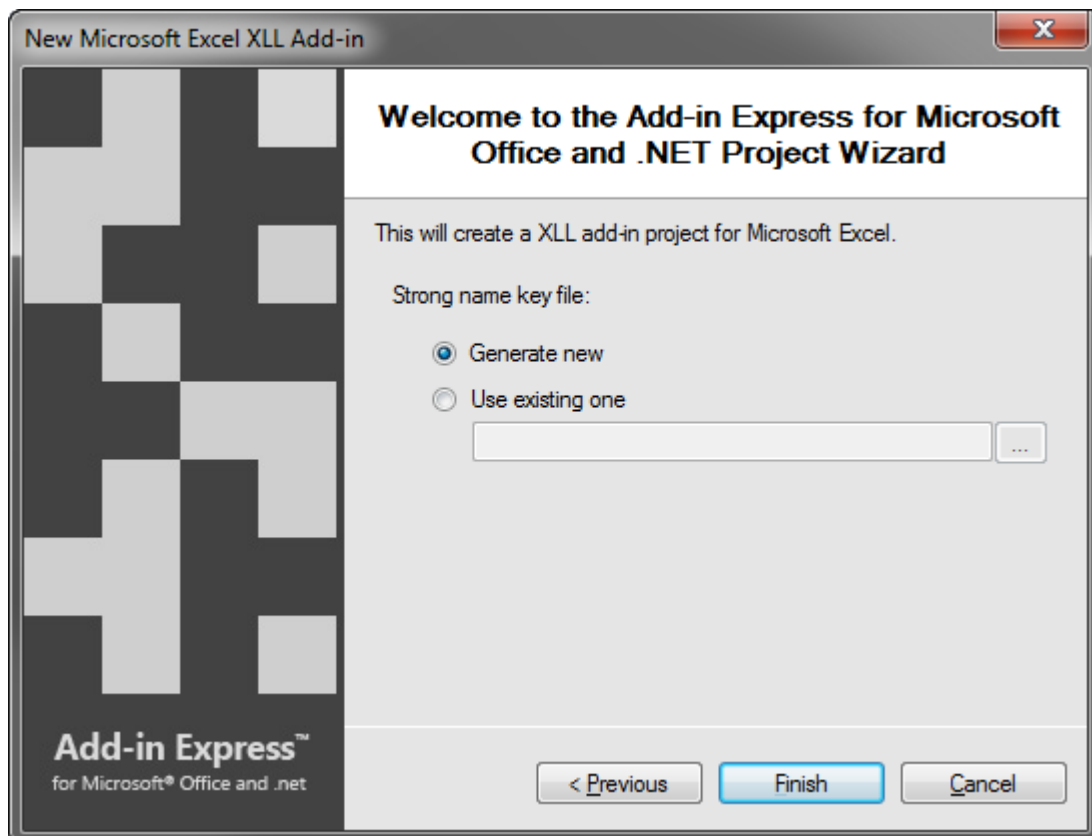 New Microsoft Excel XLL Add-in
X
Welcome to the Add-in Express for Microsoft
Office and .NET Project Wizard
This will create a XLL add-in project for Microsoft Excel.
Strong name key file:
Generate new
Use existing one
...
Add-in Express™
for Microsoft® Office and .net
< Previous
Finish
Cancel